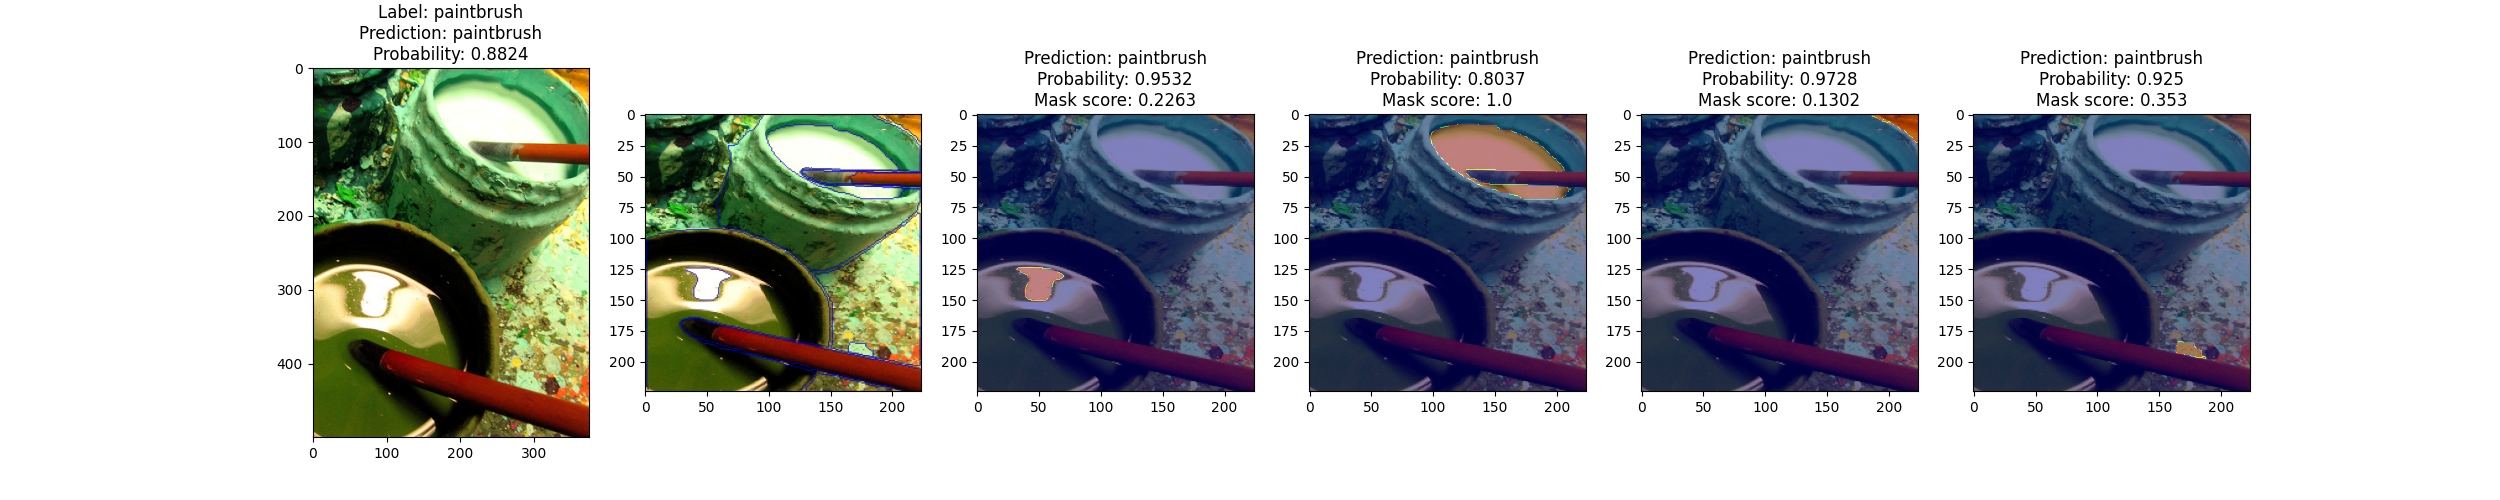 Label: paintbrush
Prediction: paintbrush
Probability: 0.8824
0
100
200
300
400
0 100 200 300
0
25
50
75
100
125
150
175
200
0 50 100 150 200
Prediction: paintbrush
Probability: 0.9532
Mask score: 0.2263
0
25
50
75
100
125
150
175
200
0 50 100 150 200
Prediction: paintbrush
Probability: 0.8037
Mask score: 1.0
0
25
50
75
100
125
150
175
200
0 50 100 150 200
Prediction: paintbrush
Probability: 0.9728
Mask score: 0.1302
0
25
50
75
100
125
150
175
200
0 50 100 150 200
Prediction: paintbrush
Probability: 0.925
Mask score: 0.353
0
25
50
75
100
125
150
175
200
0 50 100 150 200